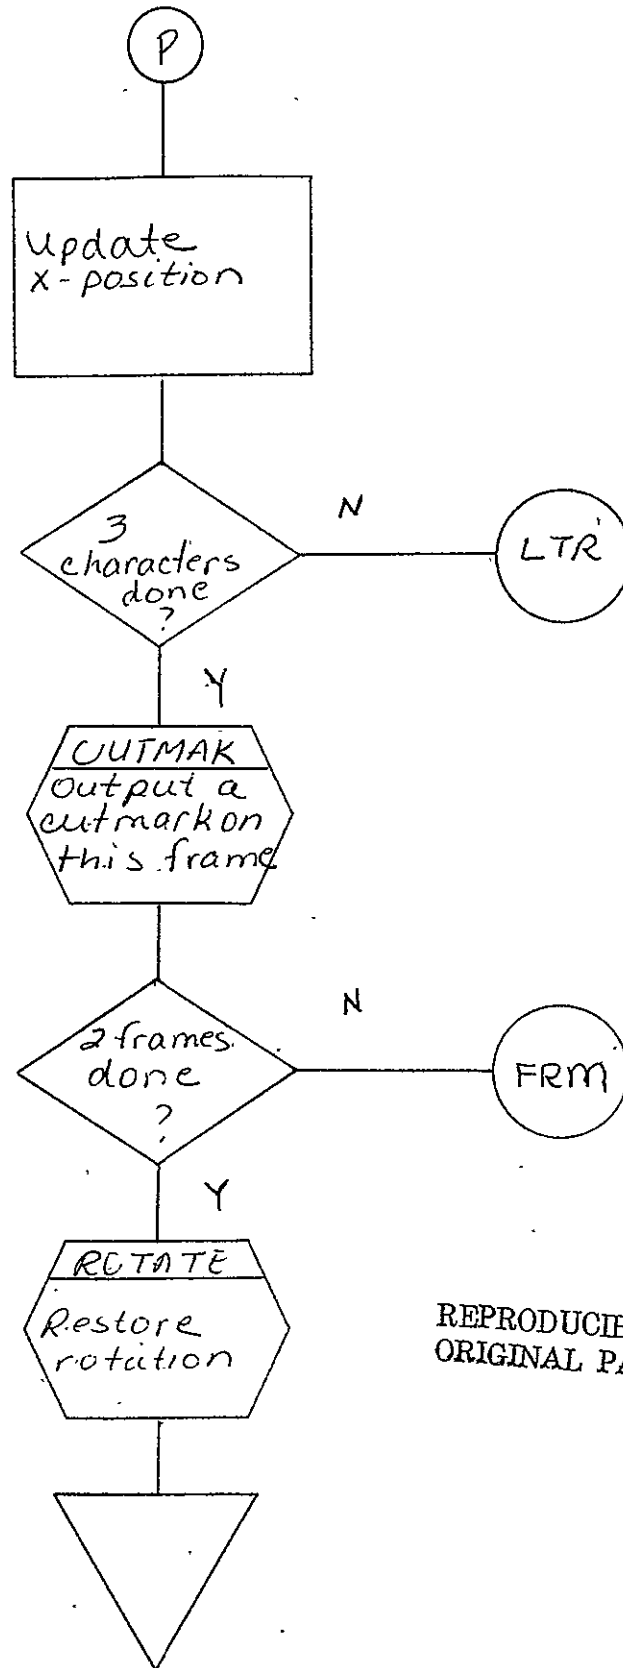 P
Update
x-position
3
characters
done
?
N
LTR
Y
CUTMAK
Output a
cutmark on
this frame
2 frames
done
?
N
FRM
Y
ROTATE
Restore
rotation
ORIGINAL